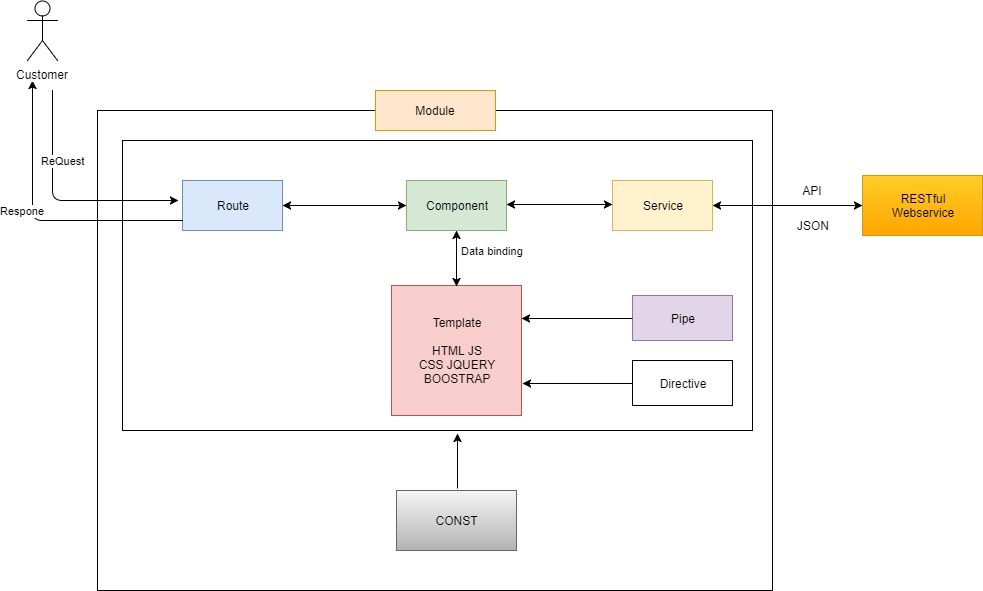 Customer
Module
ReQuest
Respone
Route
Component
Service
API
JSON
RESTful
Webservice
Data binding
Template
HTML JS
CSS JQUERY
BOOSTRAP
Pipe
Directive
CONST